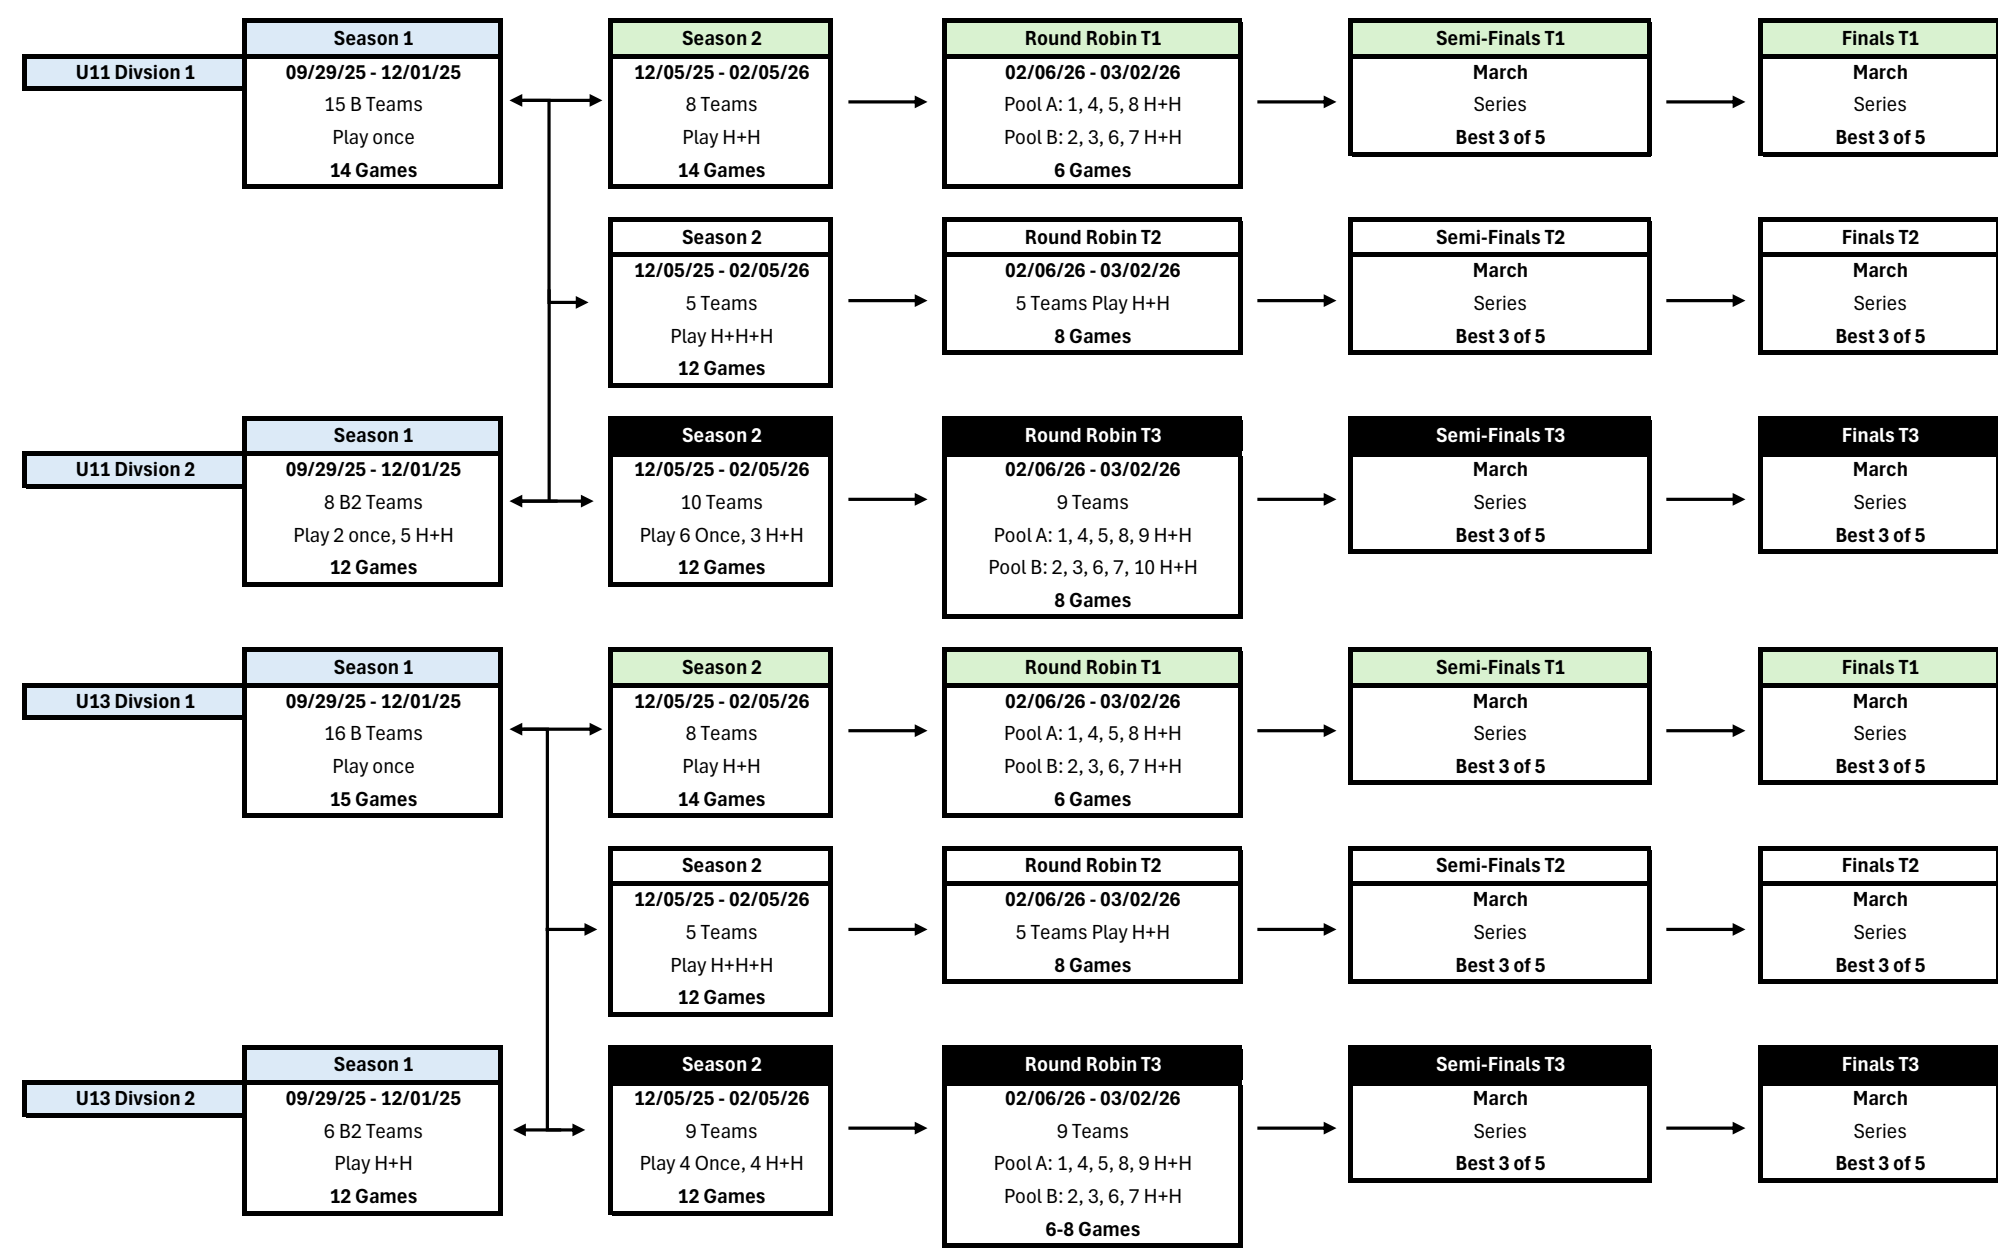 Season 1
U11 Divsion 1
09/29/25 - 12/01/25
15 B Teams
Play once
14 Games
Season 2
12/05/25 - 02/05/26
8 Teams
Play H+H
14 Games
Round Robin T1
02/06/26 - 03/02/26
Pool A: 1, 4, 5, 8 H+H
Pool B: 2, 3, 6, 7 H+H
6 Games
Semi-Finals T1
March
Series
Best 3 of 5
Finals T1
March
Series
Best 3 of 5
Season 2
12/05/25 - 02/05/26
5 Teams
Play H+H+H
12 Games
Round Robin T2
02/06/26 - 03/02/26
5 Teams Play H+H
8 Games
Semi-Finals T2
March
Series
Best 3 of 5
Finals T2
March
Series
Best 3 of 5
Season 1
U11 Divsion 2
09/29/25 - 12/01/25
8 B2 Teams
Play 2 once, 5 H+H
12 Games
Season 2
12/05/25 - 02/05/26
10 Teams
Play 6 Once, 3 H+H
12 Games
Round Robin T3
02/06/26 - 03/02/26
9 Teams
Pool A: 1, 4, 5, 8, 9 H+H
Pool B: 2, 3, 6, 7, 10 H+H
8 Games
Semi-Finals T3
March
Series
Best 3 of 5
Finals T3
March
Series
Best 3 of 5
Season 1
U13 Divsion 1
09/29/25 - 12/01/25
16 B Teams
Play once
15 Games
Season 2
12/05/25 - 02/05/26
8 Teams
Play H+H
14 Games
Round Robin T1
02/06/26 - 03/02/26
Pool A: 1, 4, 5, 8 H+H
Pool B: 2, 3, 6, 7 H+H
6 Games
Semi-Finals T1
March
Series
Best 3 of 5
Finals T1
March
Series
Best 3 of 5
Season 2
12/05/25 - 02/05/26
5 Teams
Play H+H+H
12 Games
Round Robin T2
02/06/26 - 03/02/26
5 Teams Play H+H
8 Games
Semi-Finals T2
March
Series
Best 3 of 5
Finals T2
March
Series
Best 3 of 5
Season 1
U13 Divsion 2
09/29/25 - 12/01/25
6 B2 Teams
Play H+H
12 Games
Season 2
12/05/25 - 02/05/26
9 Teams
Play 4 Once, 4 H+H
12 Games
Round Robin T3
02/06/26 - 03/02/26
9 Teams
Pool A: 1, 4, 5, 8, 9 H+H
Pool B: 2, 3, 6, 7 H+H
6-8 Games
Semi-Finals T3
March
Series
Best 3 of 5
Finals T3
March
Series
Best 3 of 5